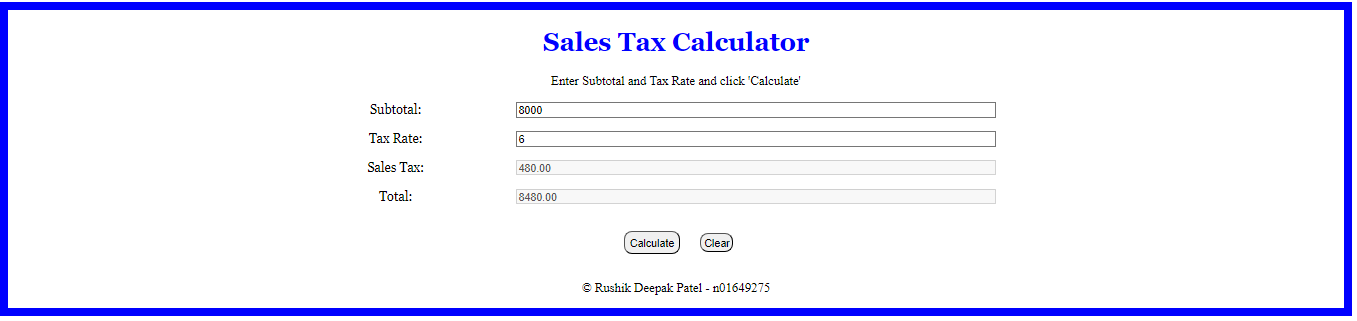 Sales Tax Calculator
Enter Subtotal and Tax Rate and click 'Calculate'
Subtotal: 8000
Tax Rate: 6
Sales Tax: 480.00
Total: 8480.00
Calculate Clear
© Rushik Deepak Patel - n01649275